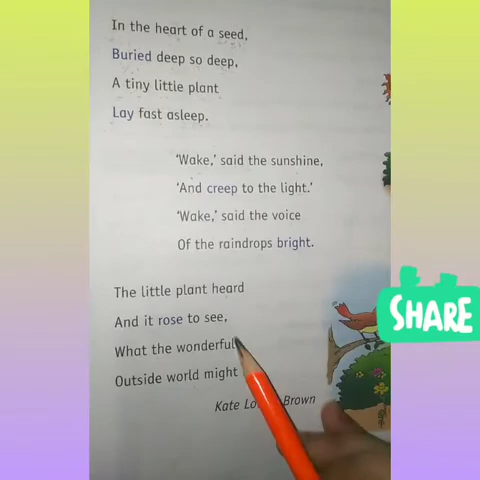 In the heart of a seed,
Buried deep so deep,
A tiny little plant
Lay fast asleep.
'Wake,' said the sunshine,
'And creep to the light.'
'Wake,' said the voice
Of the raindrops bright.
The little plant heard
And it rose to see,
What the wonderful
Outside world might
Kate Brown
SHARE